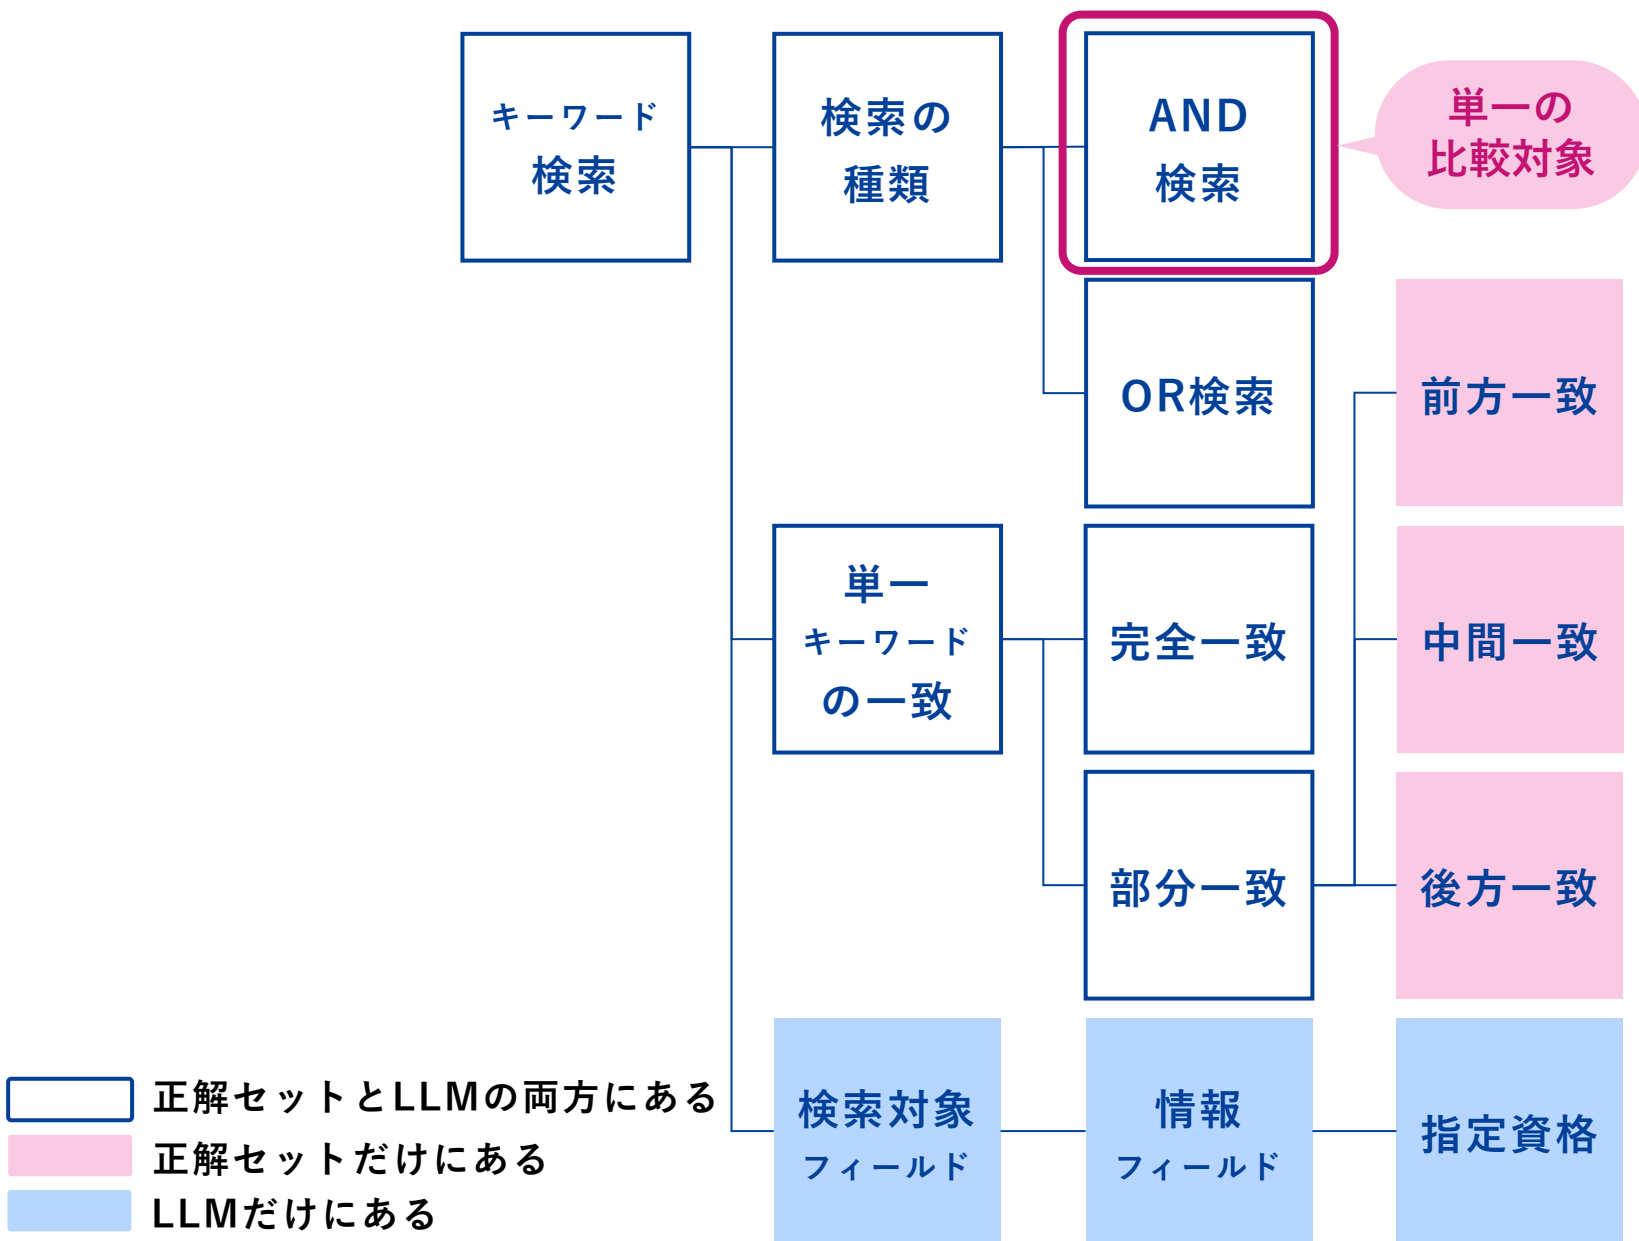 キーワード
検索
検索の
種類
AND
検索
単一の
比較対象
OR検索
前方一致
単一
キーワード
の一致
完全一致
中間一致
部分一致
後方一致
検索対象
フィールド
情報
フィールド
指定資格
正解セットとLLMの両方にある
正解セットだけにある
LLMだけにある